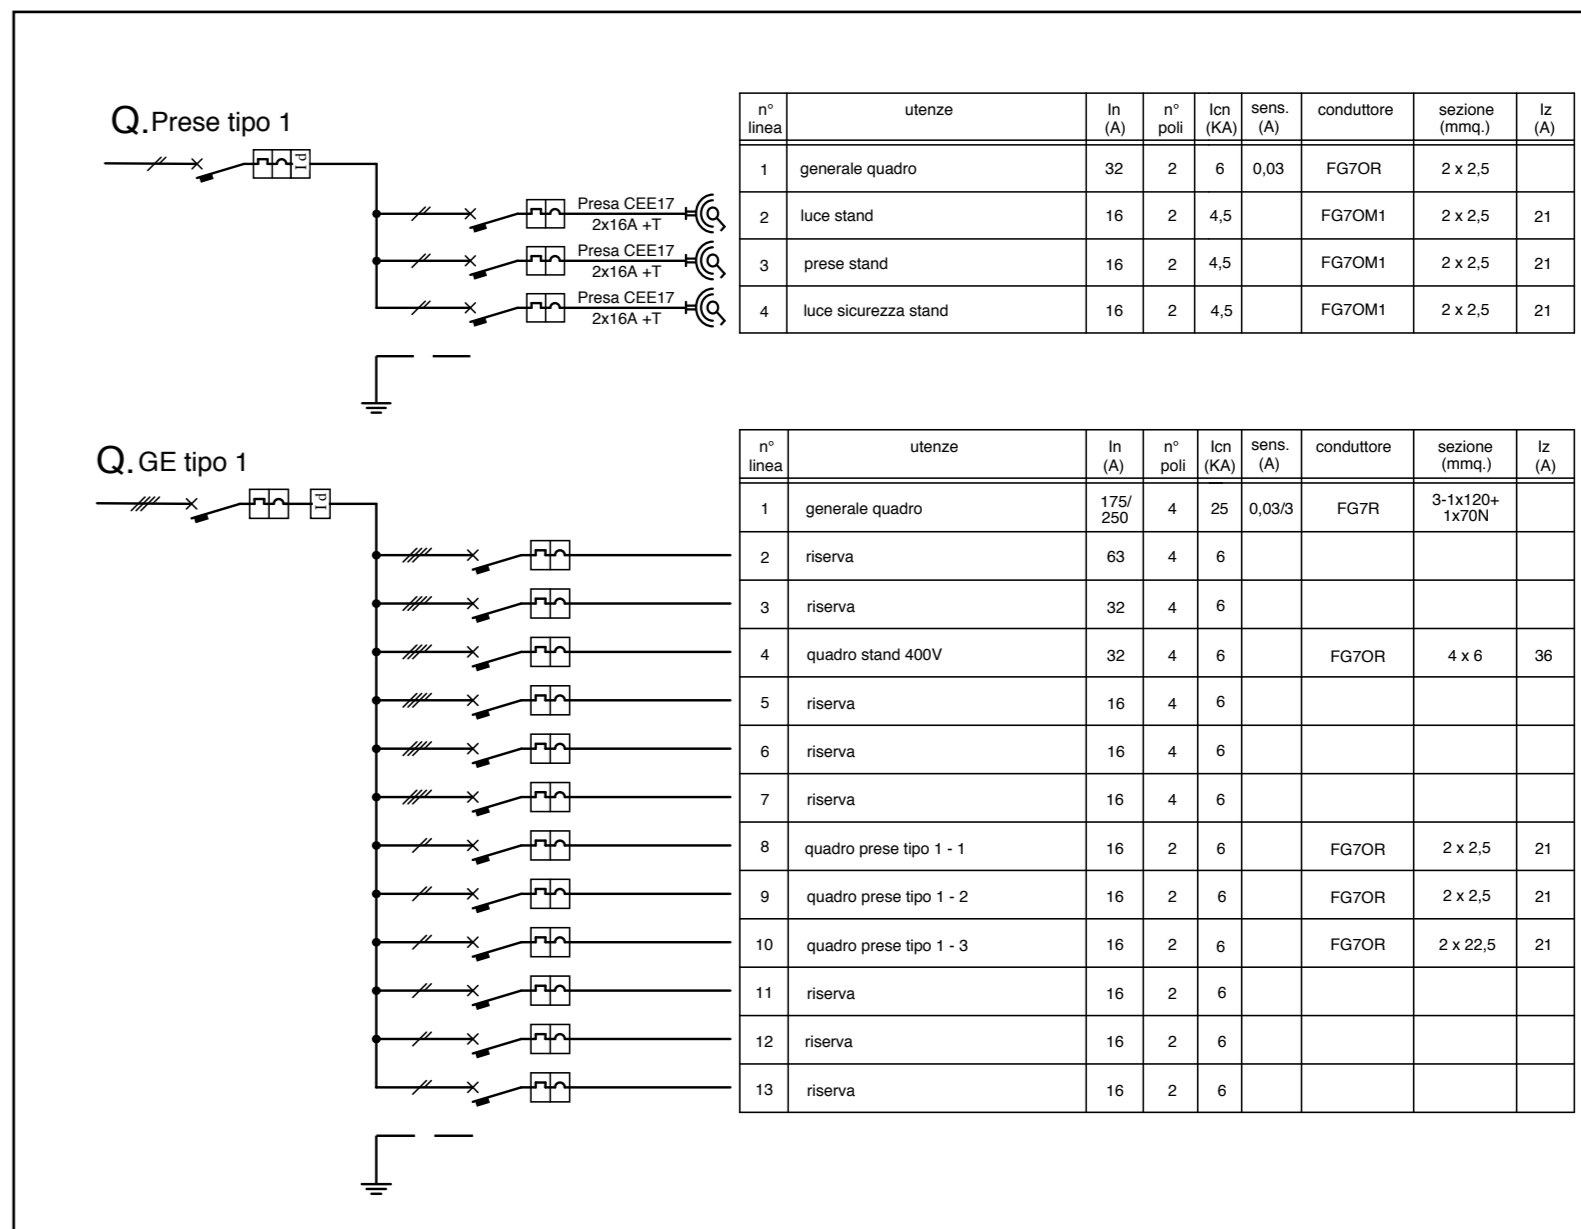 Q.Prese tipo 1
Id
Presa CEE17
2x16A +T
Presa CEE17
2x16A +T
Presa CEE17
2x16A +T
n° linea utenze In (A) n° poli Icn (KA) sens. (A) conduttore sezione (mmq.) Iz (A)
1 generale quadro 32 2 6 0,03 FG7OR 2 x 2,5
2 luce stand 16 2 4,5 FG7OM1 2 x 2,5 21
3 prese stand 16 2 4,5 FG7OM1 2 x 2,5 21
4 luce sicurezza stand 16 2 4,5 FG7OM1 2 x 2,5 21
Q. GE tipo 1
Id
n° linea utenze In (A) n° poli Icn (KA) sens. (A) conduttore sezione (mmq.) Iz (A)
1 generale quadro 175/ 250 4 25 0,03/3 FG7R 3-1x120+ 1x70N
2 riserva 63 4 6
3 riserva 32 4 6
4 quadro stand 400V 32 4 6 FG7OR 4 x 6 36
5 riserva 16 4 6
6 riserva 16 4 6
7 riserva 16 4 6
8 quadro prese tipo 1 - 1 16 2 6 FG7OR 2 x 2,5 21
9 quadro prese tipo 1 - 2 16 2 6 FG7OR 2 x 2,5 21
10 quadro prese tipo 1 - 3 16 2 6 FG7OR 2 x 22,5 21
11 riserva 16 2 6
12 riserva 16 2 6
13 riserva 16 2 6